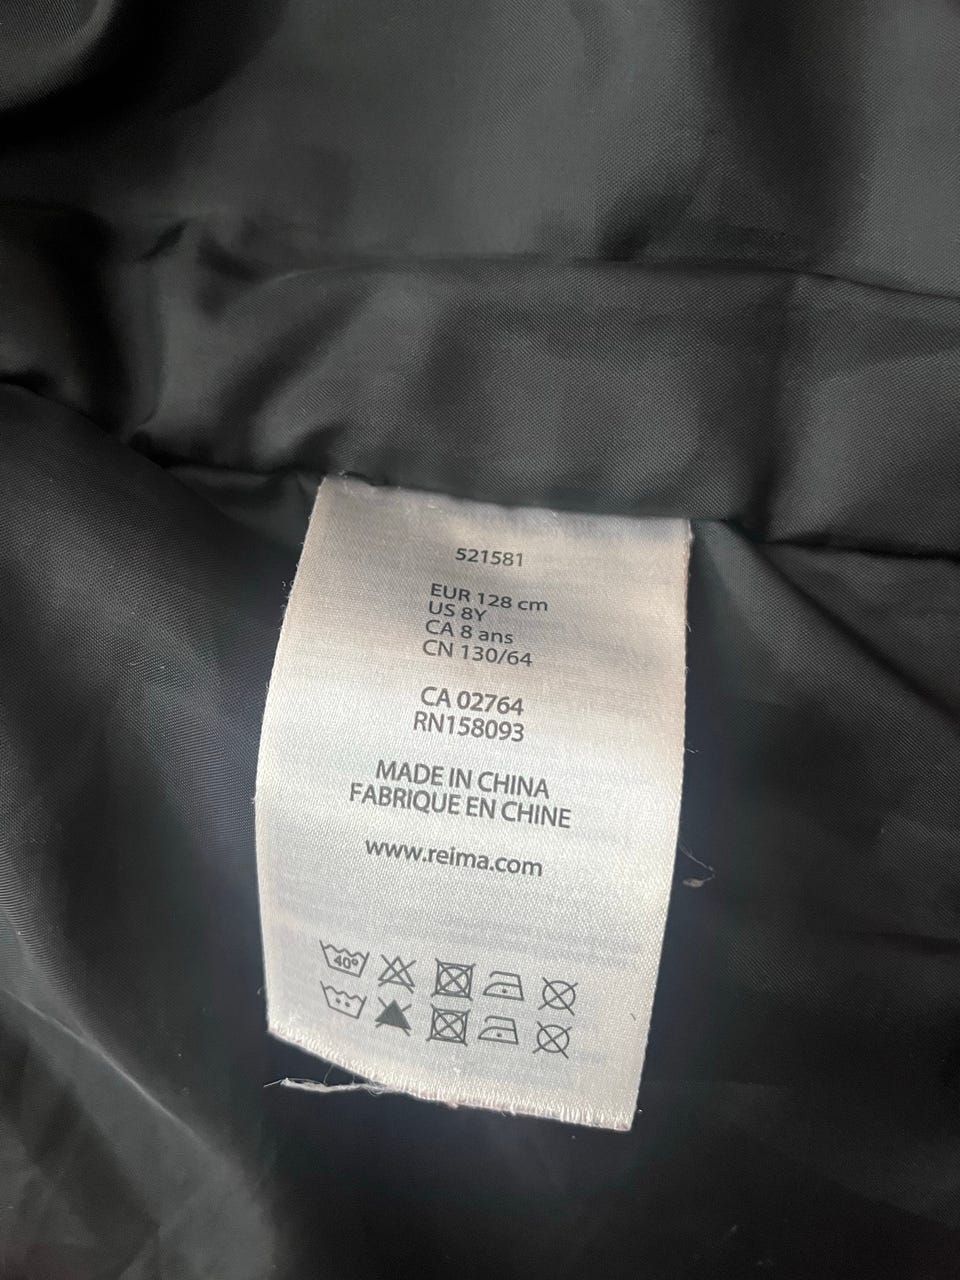 521581
EUR 128 cm
US 8Y
CA 8 ans
CN 130/64
CA 02764
RN158093
MADE IN CHINA
FABRIQUE EN CHINE
www.reima.com
40°